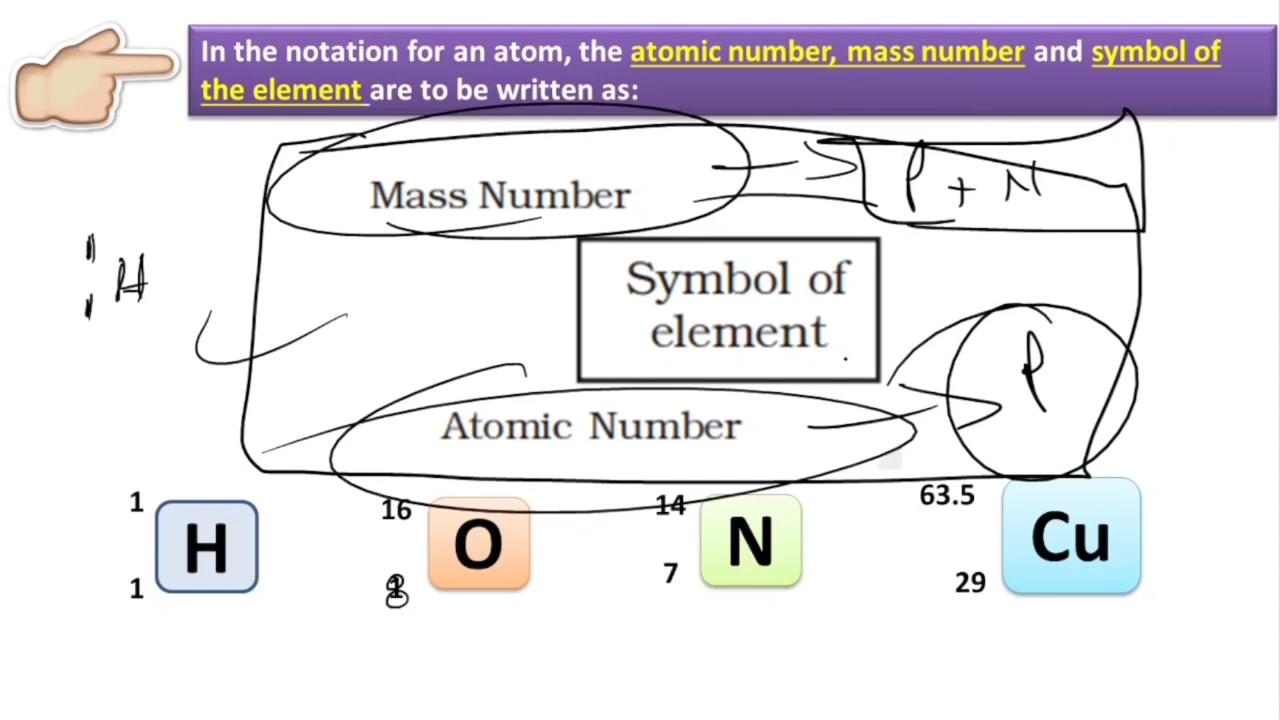 In the notation for an atom, the atomic number, mass number and symbol of
the element are to be written as:
Mass Number
P + N
H
Symbol of
element
P
Atomic Number
1
H
1
16
O
8
14
N
7
63.5
Cu
29